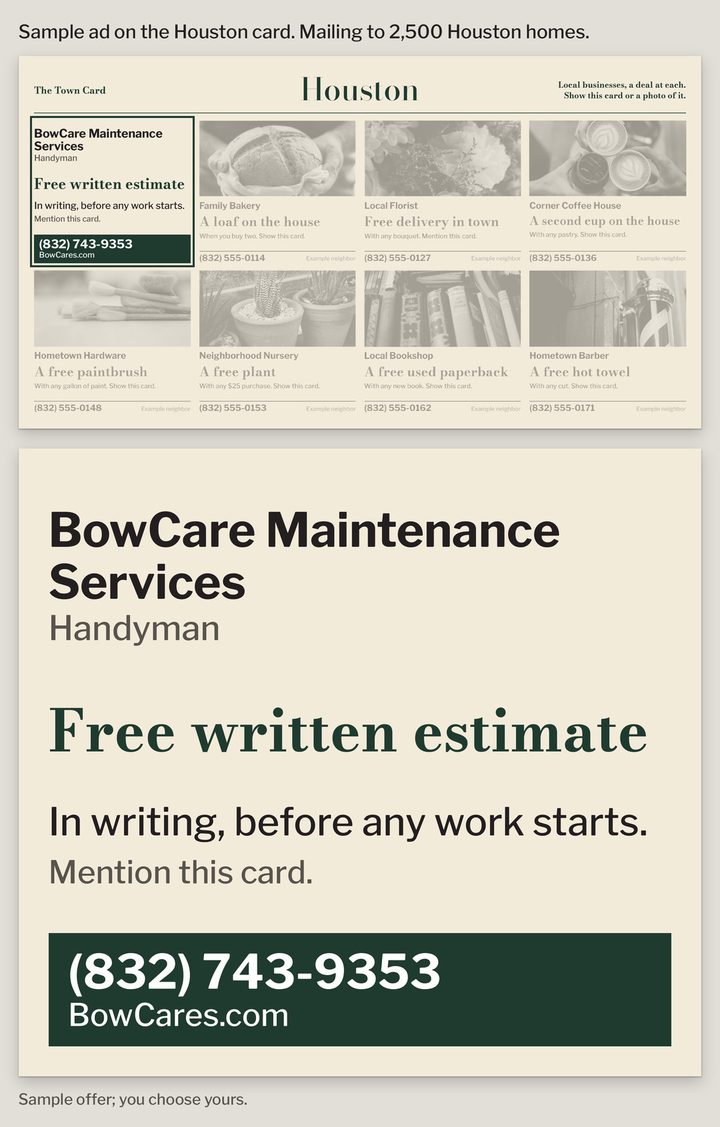 Sample ad on the Houston card. Mailing to 2,500 Houston homes.
The Town Card
Houston
Local businesses, a deal at each.
Show this card or a photo of it.
BowCare Maintenance
Services
Handyman
Free written estimate
In writing, before any work starts.
Mention this card.
(832) 743-9353
BowCares.com
Family Bakery
A loaf on the house
When you buy two. Show this card.
(832) 555-0114
Example neighbor
Local Florist
Free delivery in town
With any bouquet. Mention this card.
(832) 555-0127
Example neighbor
Corner Coffee House
A second cup on the house
With any pastry. Show this card.
(832) 555-0136
Example neighbor
Hometown Hardware
A free paintbrush
With any gallon of paint. Show this card.
(832) 555-0148
Example neighbor
Neighborhood Nursery
A free plant
With any $25 purchase. Show this card.
(832) 555-0153
Example neighbor
Local Bookshop
A free used paperback
With any new book. Show this card.
(832) 555-0162
Example neighbor
Hometown Barber
A free hot towel
With any cut. Show this card.
(832) 555-0171
Example neighbor
BowCare Maintenance
Services
Handyman
Free written estimate
In writing, before any work starts.
Mention this card.
(832) 743-9353
BowCares.com
Sample offer; you choose yours.